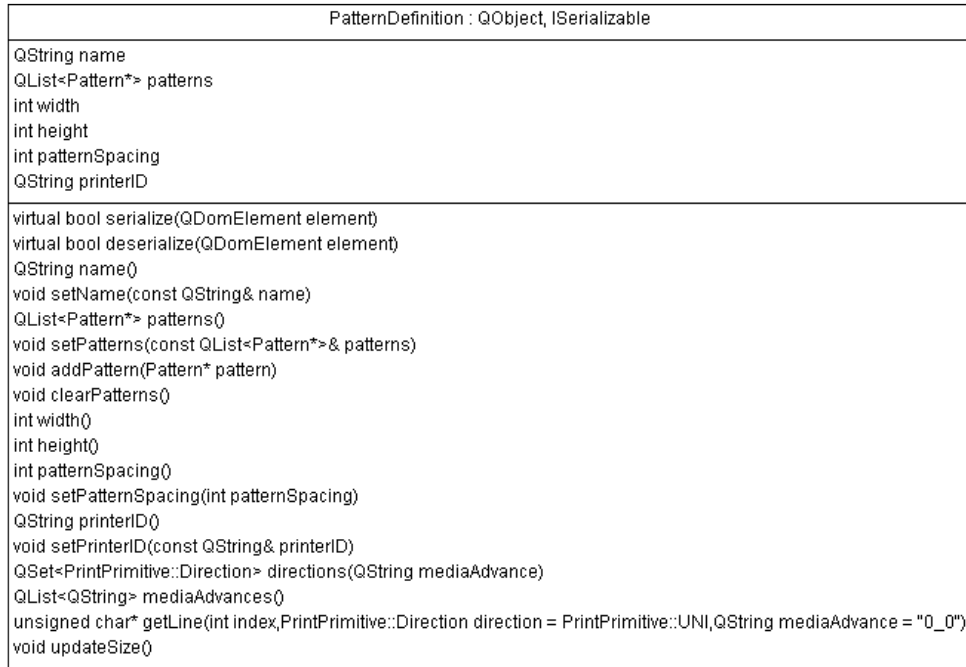 PatternDefinition : QObject, ISerializable
QString name
QList<Pattern*> patterns
int width
int height
int patternSpacing
QString printerID
virtual bool serialize(QDomElement element)
virtual bool deserialize(QDomElement element)
QString name()
void setName(const QString& name)
QList<Pattern*> patterns()
void setPatterns(const QList<Pattern*>& patterns)
void addPattern(Pattern* pattern)
void clearPatterns()
int width()
int height()
int patternSpacing()
void setPatternSpacing(int patternSpacing)
QString printerID()
void setPrinterID(const QString& printerID)
QSet<PrintPrimitive::Direction> directions(QString mediaAdvance)
QList<QString> mediaAdvances()
unsigned char* getLine(int index,PrintPrimitive::Direction direction = PrintPrimitive::UNI,QString mediaAdvance = "0_0")
void updateSize()